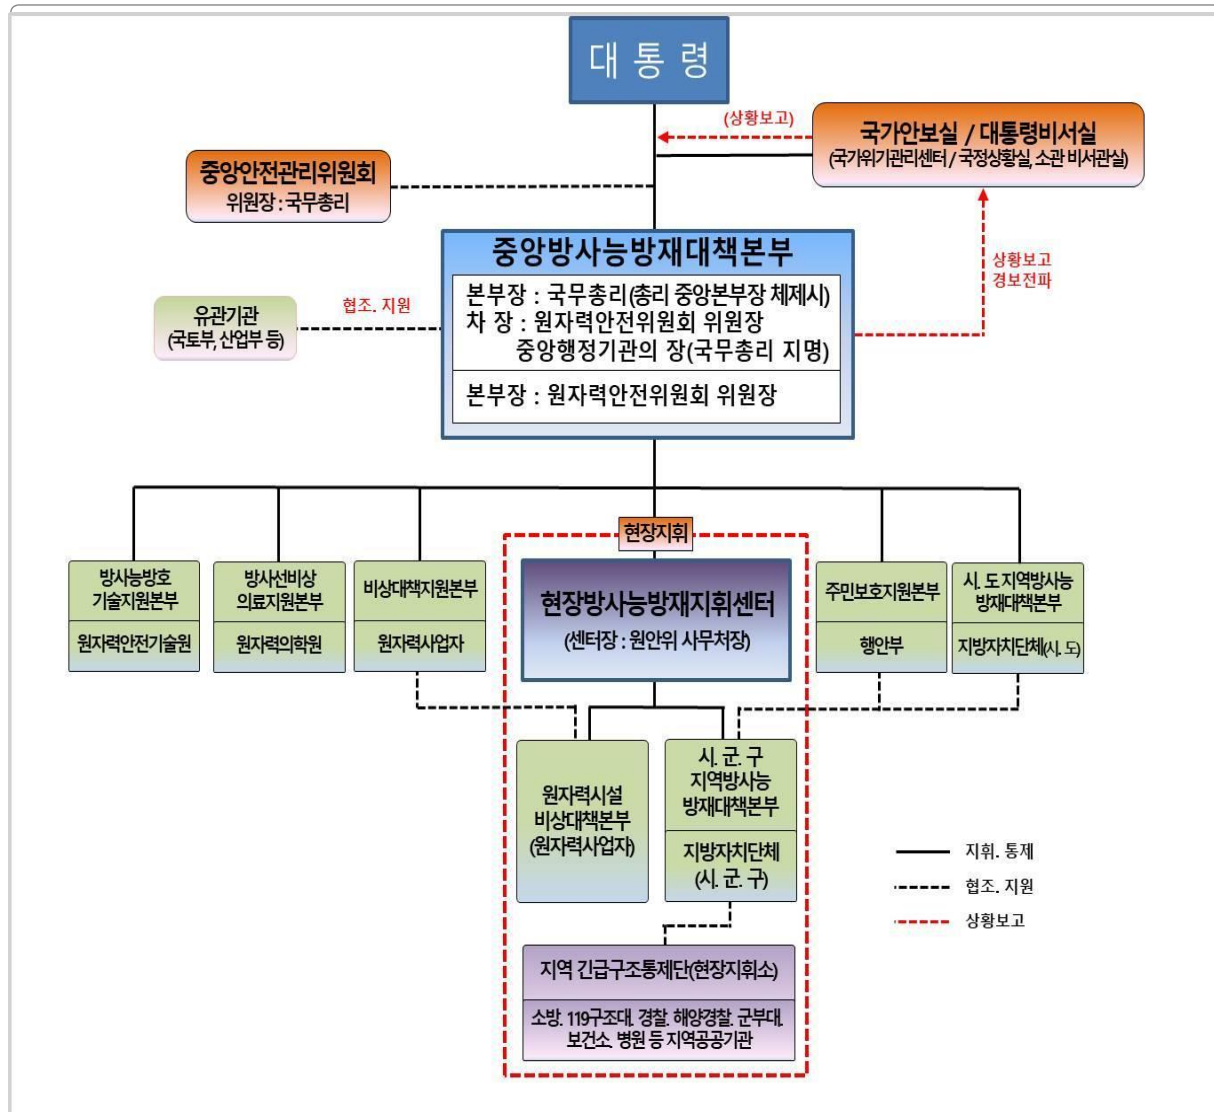 대 통 령
(상황보고)
국가안보실 / 대통령비서실
(국가위기관리센터 / 국정상황실, 소관 비서관실)
중앙안전관리위원회
위원장 : 국무총리
중앙방사능방재대책본부
본부장 : 국무총리(총리 중앙본부장 체제시)
차 장 : 원자력안전위원회 위원장
중앙행정기관의 장(국무총리 지명)
본부장 : 원자력안전위원회 위원장
상황보고
경보전파
유관기관
(국토부, 산업부 등)
협조. 지원
현장지휘
방사능방호
기술지원본부
원자력안전기술원
방사선비상
의료지원본부
원자력의학원
비상대책지원본부
원자력사업자
현장방사능방재지휘센터
(센터장 : 원안위 사무처장)
주민보호지원본부
행안부
시. 도 지역방사능
방재대책본부
지방자치단체(시. 도)
원자력시설
비상대책본부
(원자력사업자)
시. 군. 구
지역방사능
방재대책본부
지방자치단체
(시. 군. 구)
지역 긴급구조통제단(현장지휘소)
소방. 119구조대. 경찰. 해양경찰. 군부대.
보건소. 병원 등 지역공공기관
지휘. 통제
협조. 지원
상황보고